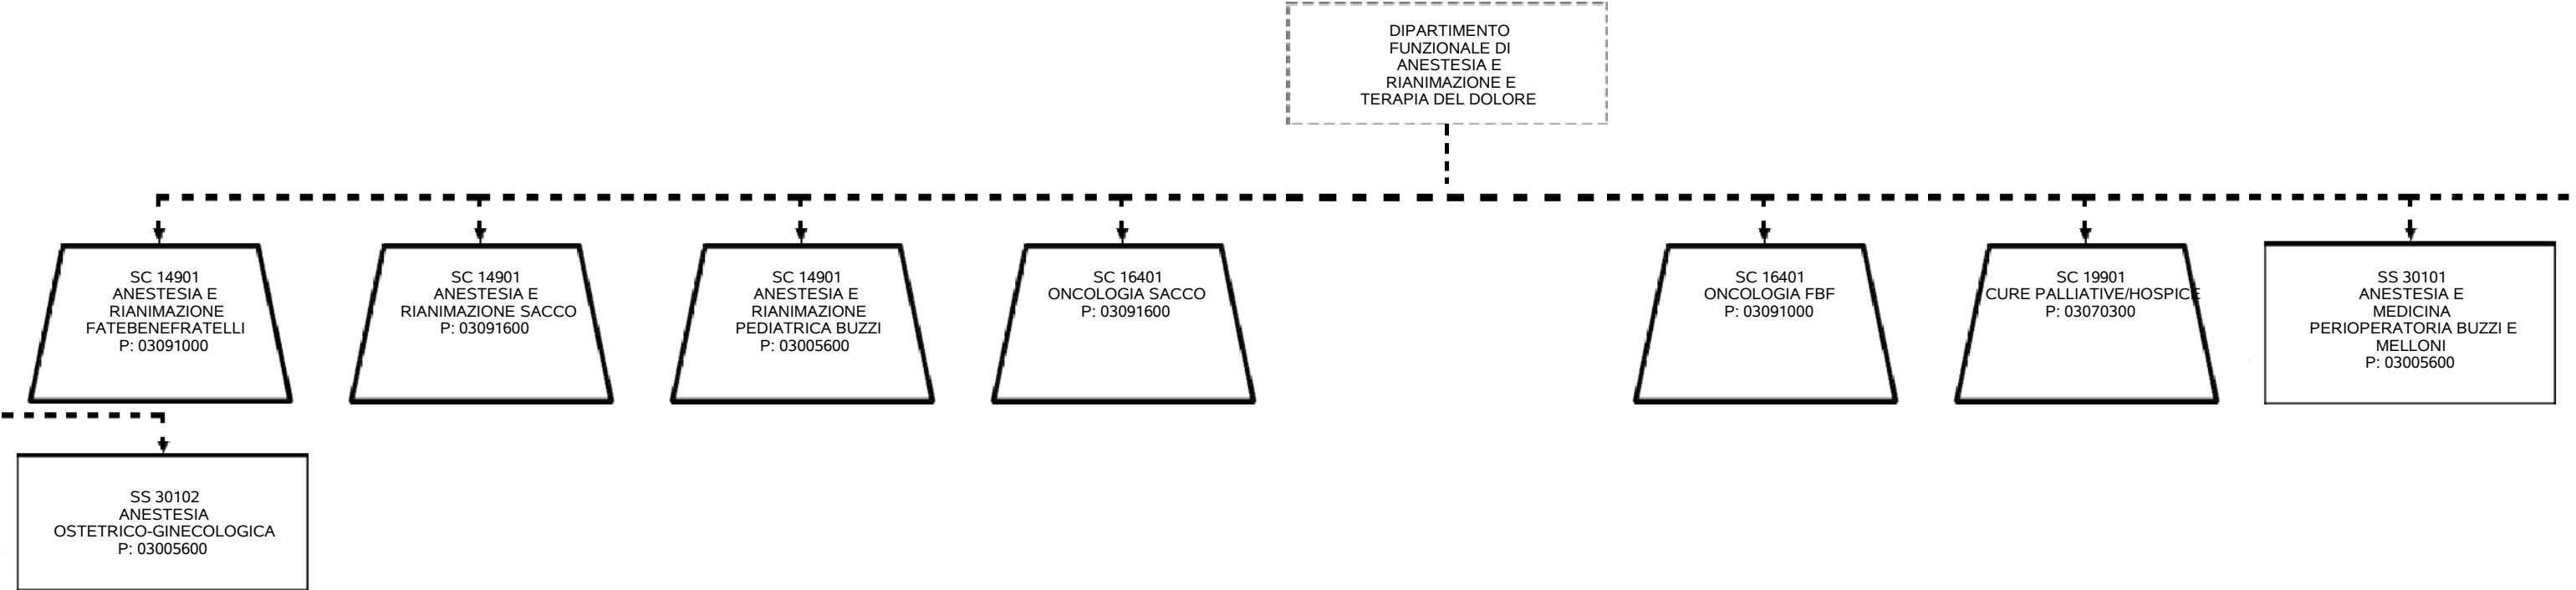 DIPARTIMENTO
FUNZIONALE DI
ANESTESIA E
RIANIMAZIONE E
TERAPIA DEL DOLORE
SC 14901
ANESTESIA E
RIANIMAZIONE
FATEBENEFRATELLI
P: 03091000
SC 14901
ANESTESIA E
RIANIMAZIONE SACCO
P: 03091600
SC 14901
ANESTESIA E
RIANIMAZIONE
PEDIATRICA BUZZI
P: 03005600
SC 16401
ONCOLOGIA SACCO
P: 03091600
SC 16401
ONCOLOGIA FBF
P: 03091000
SC 19901
CURE PALLIATIVE/HOSPICE
P: 03070300
SS 30101
ANESTESIA E
MEDICINA
PERIOPERATORIA BUZZI E
MELLONI
P: 03005600
SS 30102
ANESTESIA
OSTETRICO-GINECOLOGICA
P: 03005600